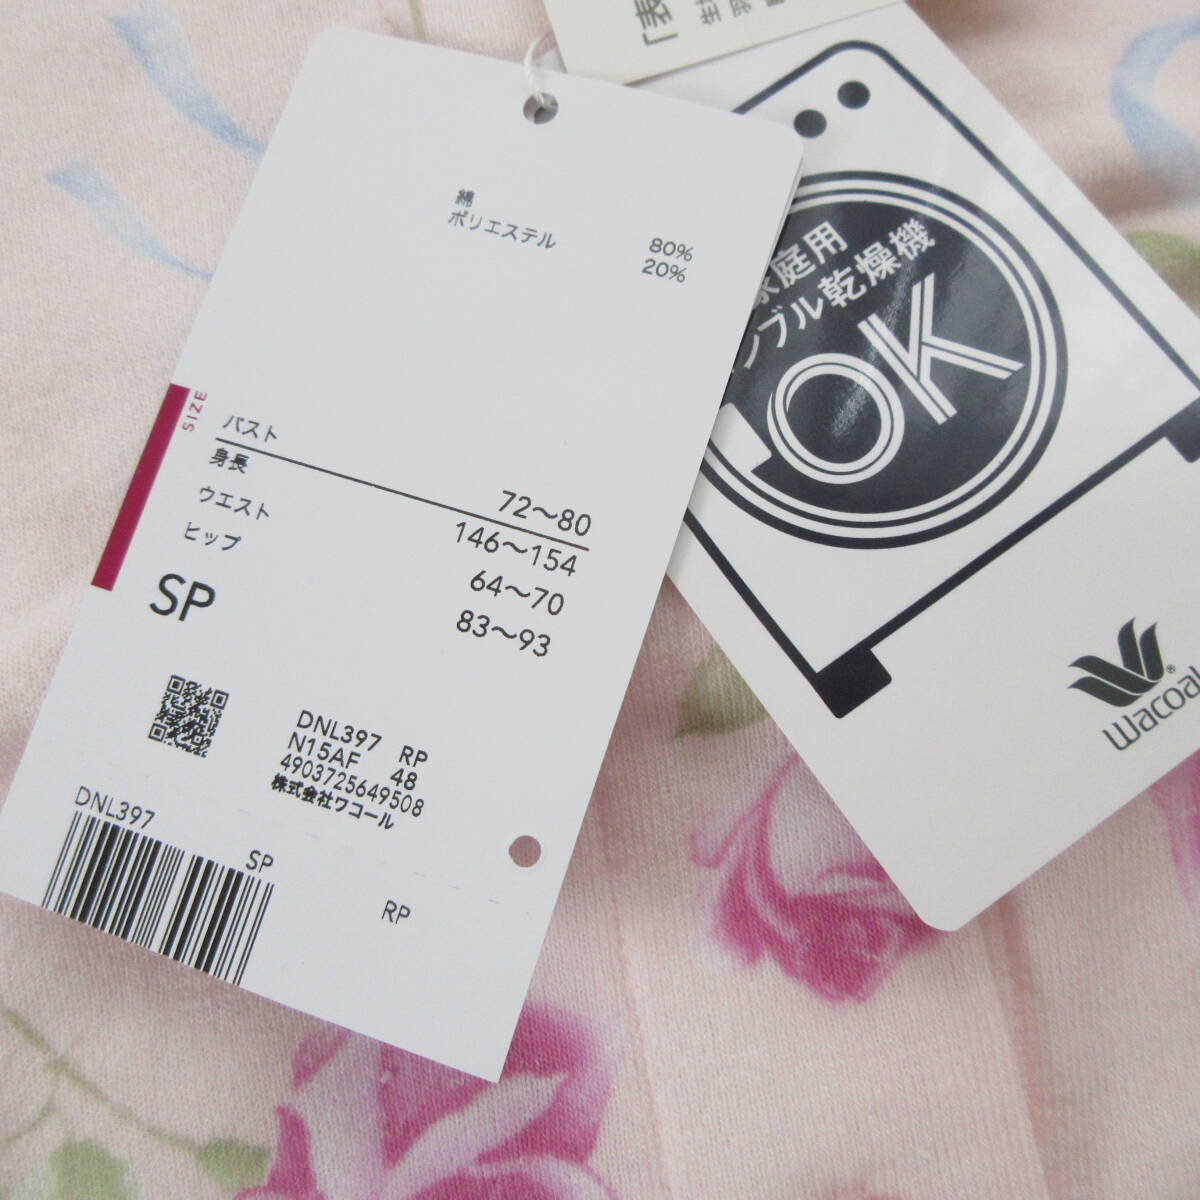 綿 80%
ポリエステル 20%
SIZE
バスト 72〜80
身長 146〜154
ウエスト 64〜70
ヒップ 83〜93
SP
DNL397 RP
N15AF 48
4903725649508
株式会社ワコール
DNL397
SP
RP
庭用
ンブル乾燥機
OK
Wacoal
「表